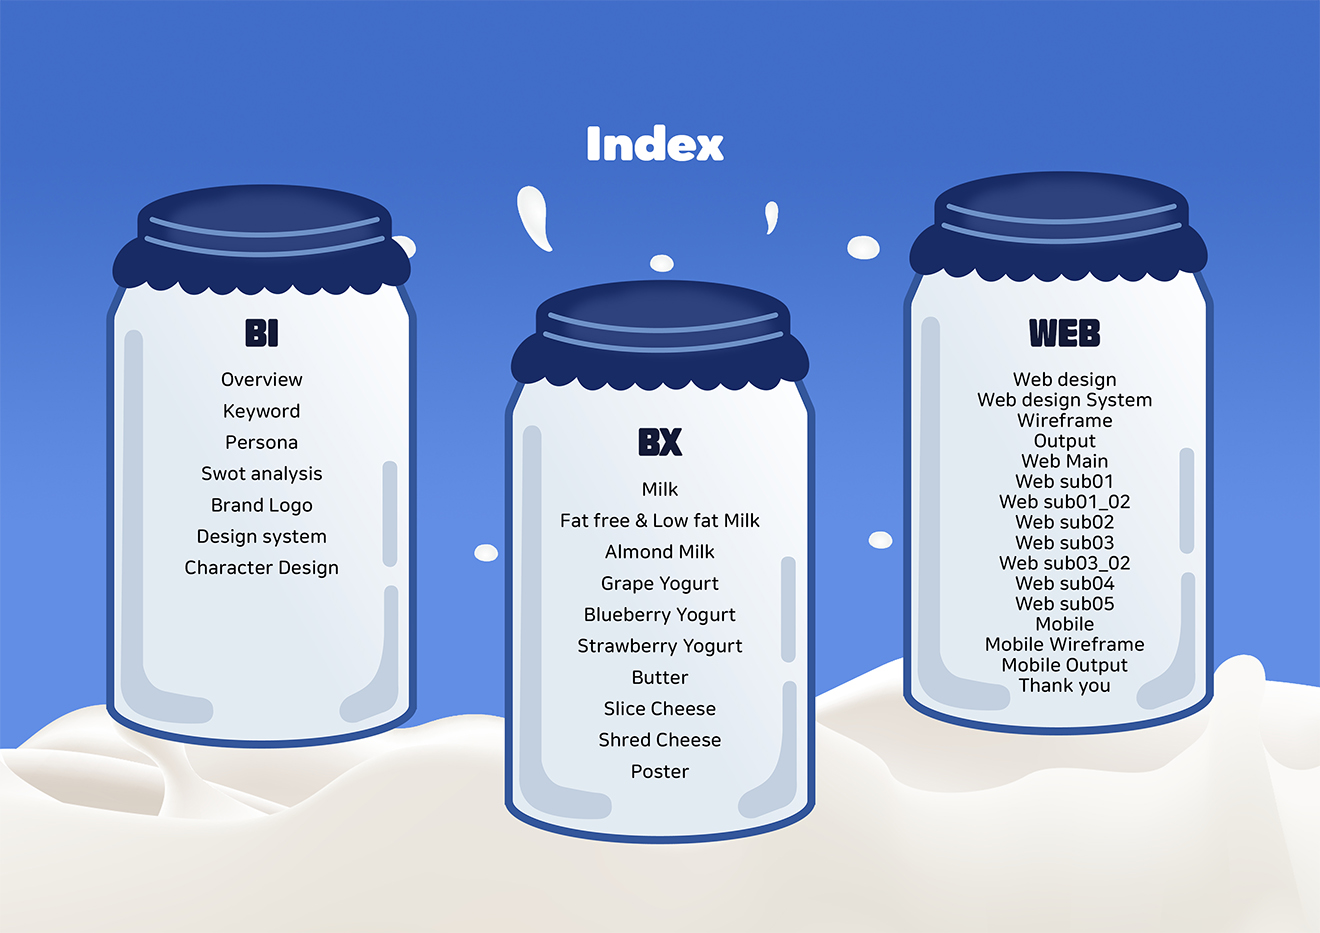 Index
BI
Overview
Keyword
Persona
Swot analysis
Brand Logo
Design system
Character Design
BX
Milk
Fat free & Low fat Milk
Almond Milk
Grape Yogurt
Blueberry Yogurt
Strawberry Yogurt
Butter
Slice Cheese
Shred Cheese
Poster
WEB
Web design
Web design System
Wireframe
Output
Web Main
Web sub01
Web sub01_02
Web sub02
Web sub03
Web sub03_02
Web sub04
Web sub05
Mobile
Mobile Wireframe
Mobile Output
Thank you